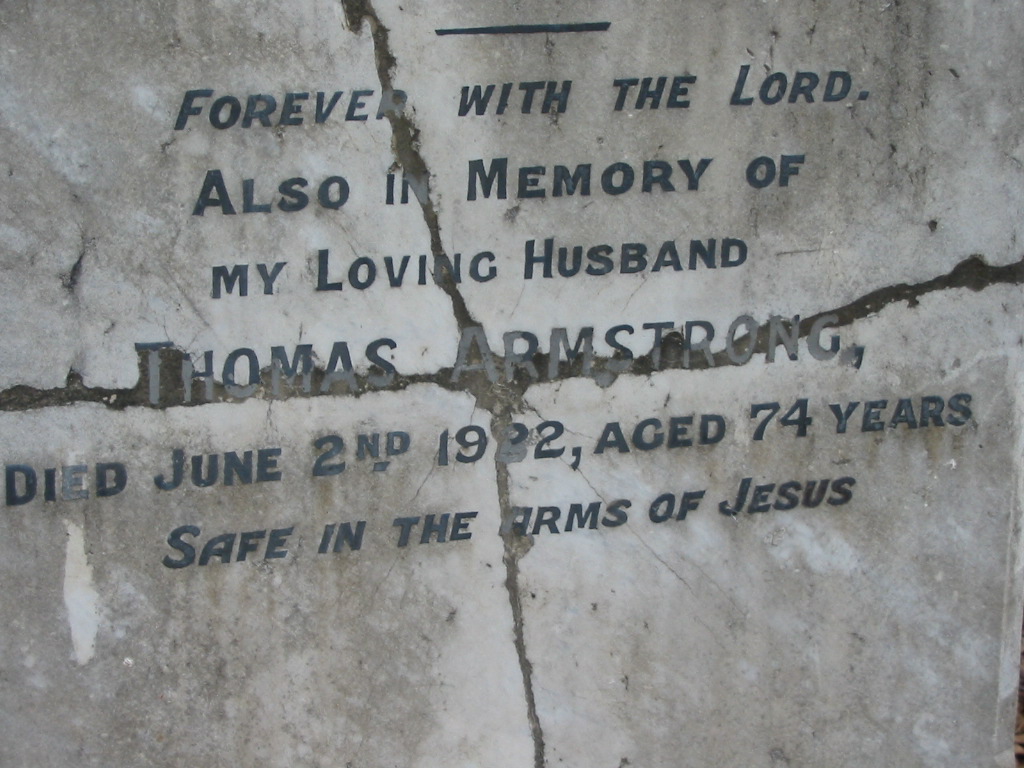 FOREVER WITH THE LORD.
ALSO IN MEMORY OF
MY LOVING HUSBAND
THOMAS ARMSTRONG,
DIED JUNE 2ND 1922, AGED 74 YEARS
SAFE IN THE ARMS OF JESUS